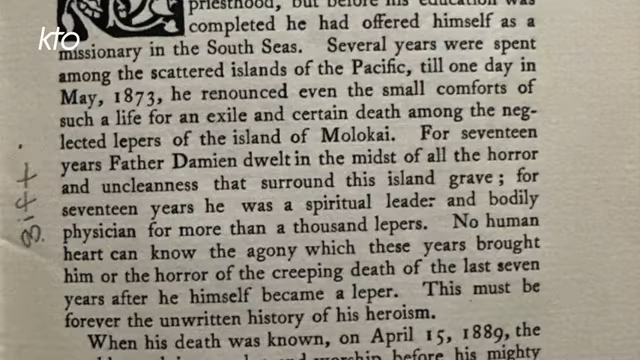 kto
priesthood, but before his education was
completed he had offered himself as a
missionary in the South Seas. Several years were spent
among the scattered islands of the Pacific, till one day in
May, 1873, he renounced even the small comforts of
such a life for an exile and certain death among the neg-
lected lepers of the island of Molokai. For seventeen
years Father Damien dwelt in the midst of all the horror
and uncleanness that surround this island grave; for
seventeen years he was a spiritual leader and bodily
physician for more than a thousand lepers. No human
heart can know the agony which these years brought
him or the horror of the creeping death of the last seven
years after he himself became a leper. This must be
forever the unwritten history of his heroism.
When his death was known, on April 15, 1889, the
worship before his mighty